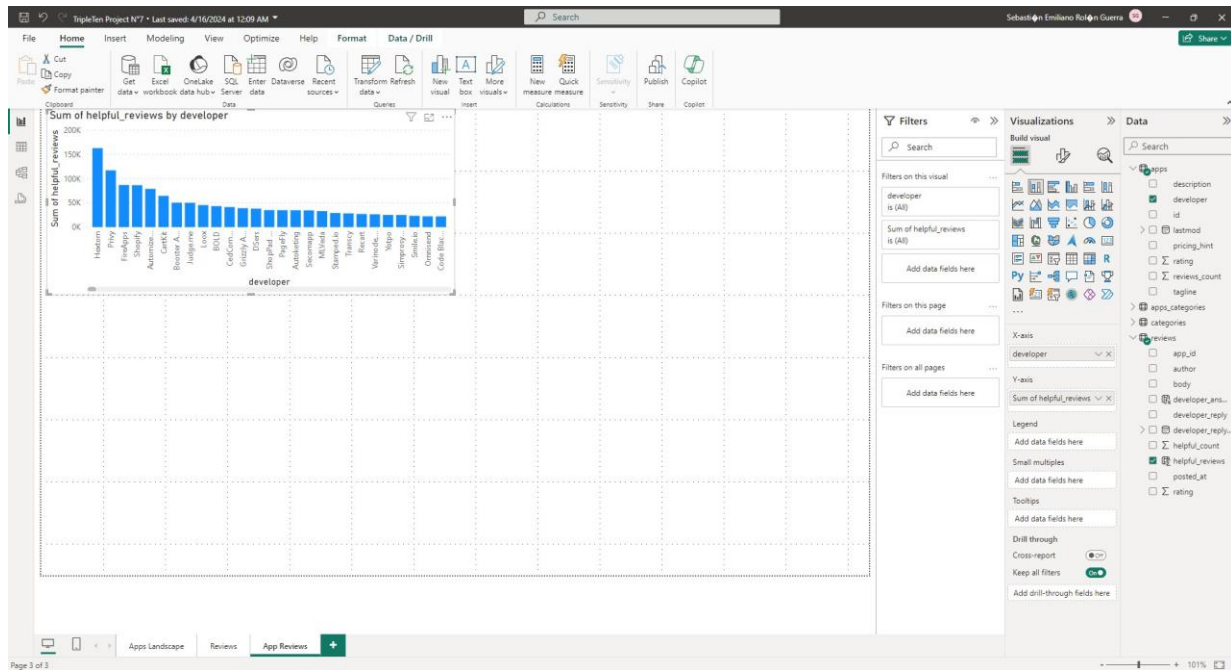 TripleTen Project N°7 • Last saved: 4/16/2024 at 12:09 AM
Search
Sebasti�n Emiliano Rol�n Guerra
File Home Insert Modeling View Optimize Help Format Data / Drill
Share
Paste
Cut
Copy
Format painter
Clipboard
Get data
Excel workbook
OneLake data hub
SQL Server
Enter data
Dataverse
Recent sources
Data
Transform data
Refresh
Queries
New visual
Text box
More visuals
Insert
New measure
Quick measure
Calculations
Sensitivity
Sensitivity
Publish
Share
Copilot
Copilot
Sum of helpful_reviews by developer
Sum of helpful_reviews
200K
150K
100K
50K
0K
Hextom
Privy
FireApps
Shopify
Automize...
CartKit
Booster A...
Judge.me
Loox
BOLD
CedCom...
Grizzly A...
DSers
ShopPad ...
PageFly
Autoketing
Secomapp
MLVeda
Stamped.io
Transcy
Recart
Varinode,...
Yotpo
Simprosy ...
Smile.io
Omnisend
Code Blac...
developer
Filters
Search
Filters on this visual
developer
is (All)
Sum of helpful_reviews
is (All)
Add data fields here
Filters on this page
Add data fields here
Filters on all pages
Add data fields here
Visualizations
Build visual
R
Py
X-axis
developer
Y-axis
Sum of helpful_reviews
Legend
Add data fields here
Small multiples
Add data fields here
Tooltips
Add data fields here
Drill through
Cross-report
Off
Keep all filters
On
Add drill-through fields here
Data
Search
apps
description
developer
id
lastmod
pricing_hint
rating
reviews_count
tagline
apps_categories
categories
reviews
app_id
author
body
developer_ans...
developer_reply
developer_reply...
helpful_count
helpful_reviews
posted_at
rating
Apps Landscape
Reviews
App Reviews
Page 3 of 3
101%